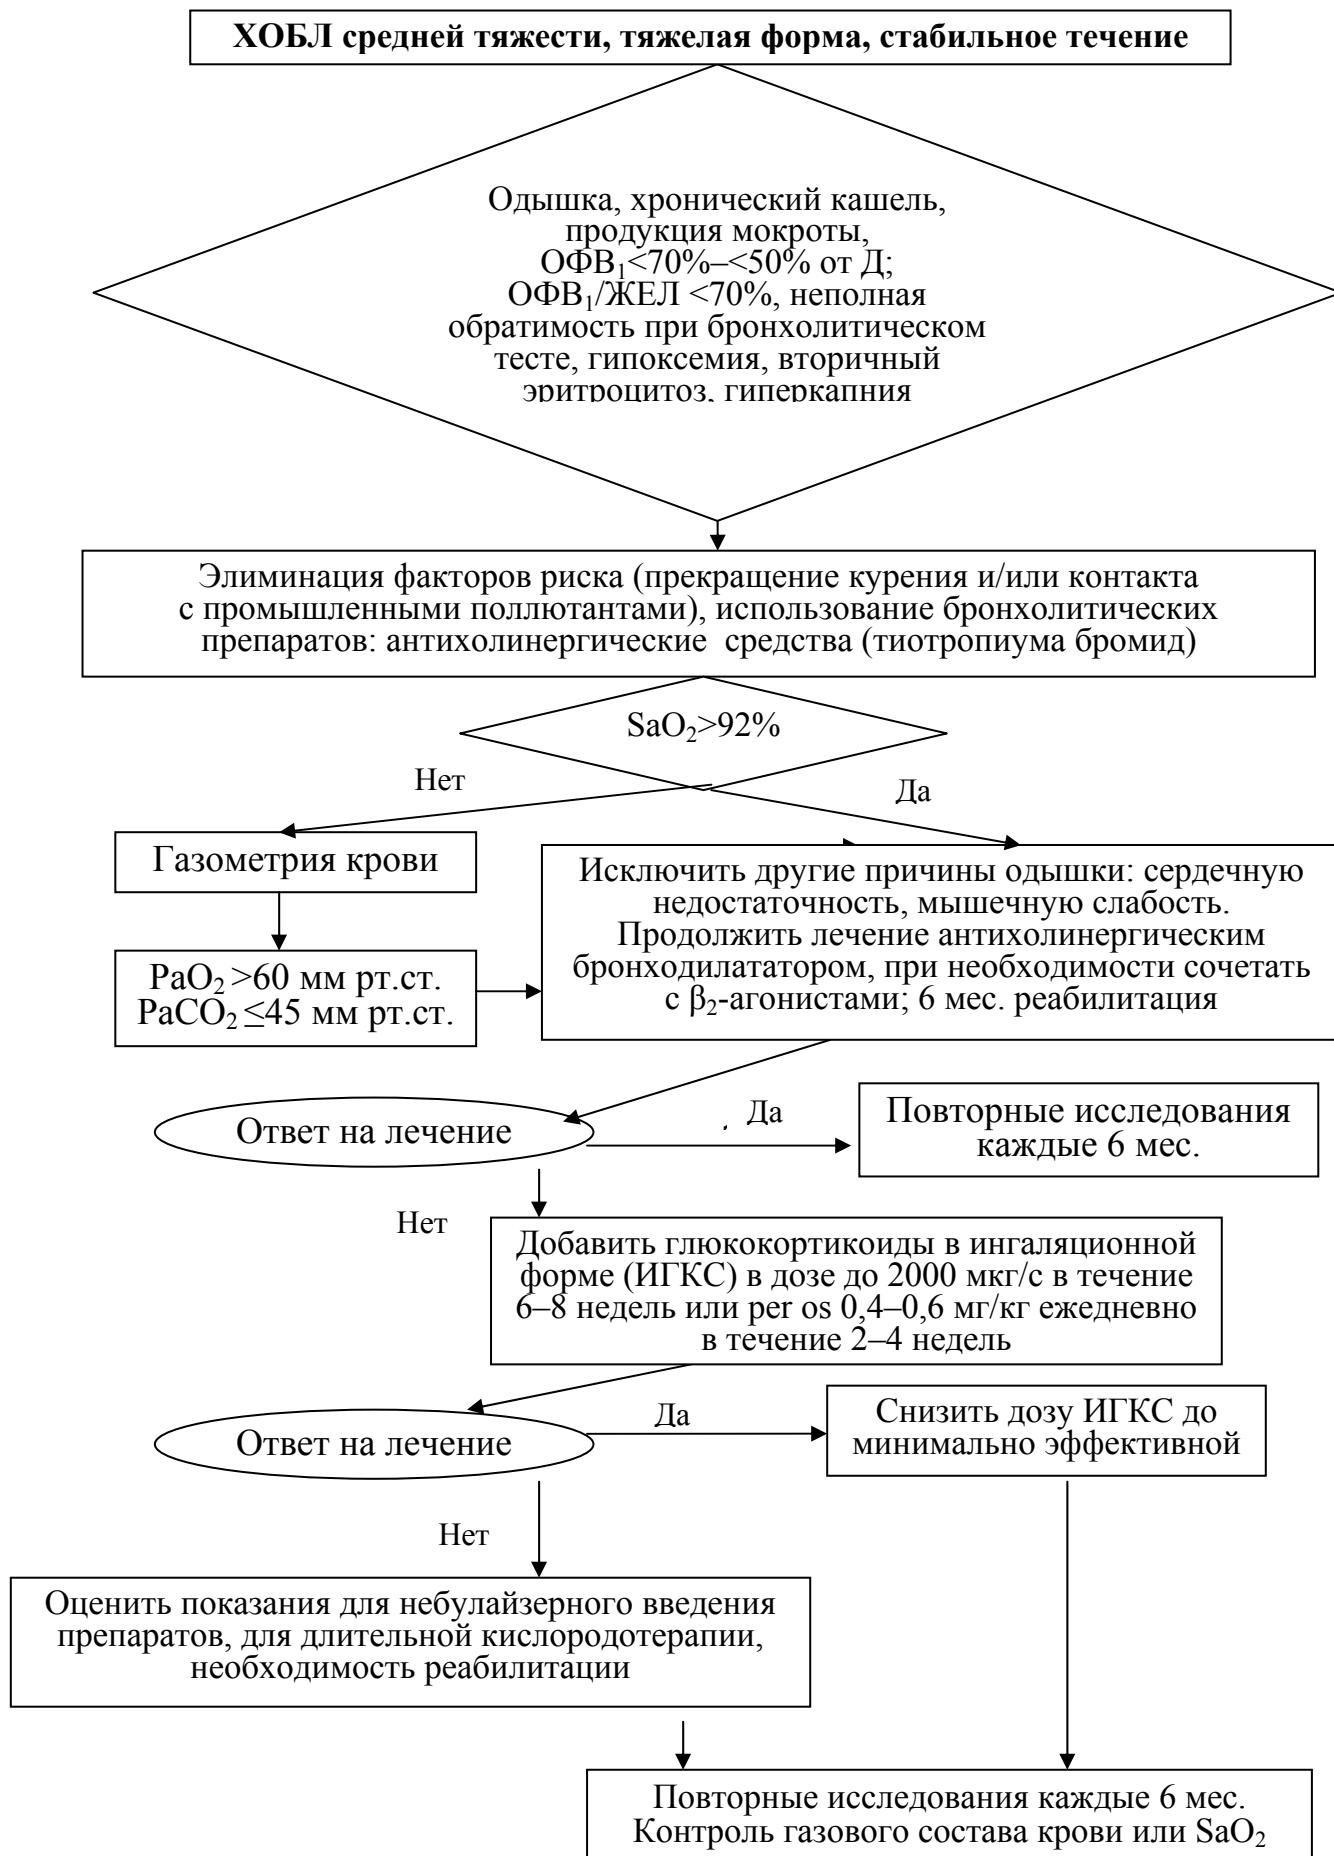 ХОБЛ средней тяжести, тяжелая форма, стабильное течение
Одышка, хронический кашель,
продукция мокроты,
ОФВ₁<70%–<50% от Д;
ОФВ₁/ЖЕЛ <70%, неполная
обратимость при бронхолитическом
тесте, гипоксемия, вторичный
эритроцитоз, гиперкапния
Элиминация факторов риска (прекращение курения и/или контакта
с промышленными поллютантами), использование бронхолитических
препаратов: антихолинергические средства (тиотропиума бромид)
SaO₂>92%
Нет
Да
Газометрия крови
Исключить другие причины одышки: сердечную
недостаточность, мышечную слабость.
Продолжить лечение антихолинергическим
бронходилататором, при необходимости сочетать
с β₂-агонистами; 6 мес. реабилитация
PaO₂ >60 мм рт.ст.
PaCO₂ ≤45 мм рт.ст.
Ответ на лечение
Да
Повторные исследования
каждые 6 мес.
Нет
Добавить глюкокортикоиды в ингаляционной
форме (ИГКС) в дозе до 2000 мкг/с в течение
6–8 недель или per os 0,4–0,6 мг/кг ежедневно
в течение 2–4 недель
Ответ на лечение
Да
Снизить дозу ИГКС до
минимально эффективной
Нет
Оценить показания для небулайзерного введения
препаратов, для длительной кислородотерапии,
необходимость реабилитации
Повторные исследования каждые 6 мес.
Контроль газового состава крови или SaO₂